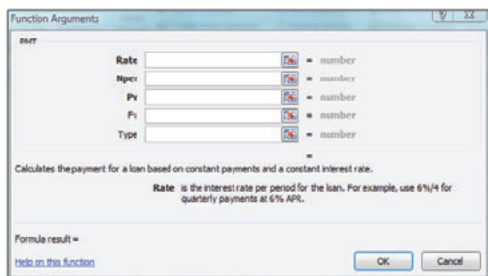 Function Arguments
PMT
Rate = number
Nper = number
Pv = number
Fv = number
Type = number
=
Calculates the payment for a loan based on constant payments and a constant interest rate.
Rate is the interest rate per period for the loan. For example, use 6%/4 for
quarterly payments at 6% APR.
Formula result =
Help on this function
OK
Cancel